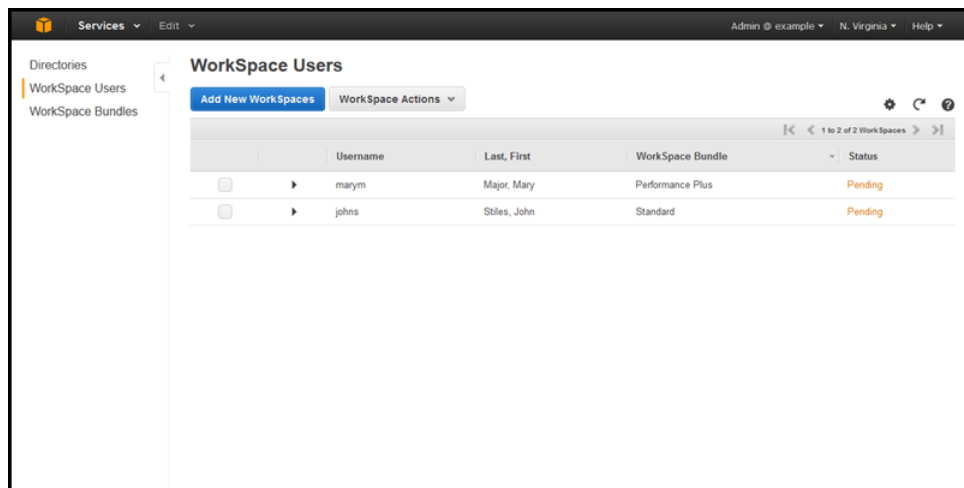 Services Edit Admin @ example N. Virginia Help
Directories
WorkSpace Users
WorkSpace Bundles
WorkSpace Users
Add New WorkSpaces WorkSpace Actions
1 to 2 of 2 WorkSpaces
Username Last, First WorkSpace Bundle Status
marym Major, Mary Performance Plus Pending
johns Stiles, John Standard Pending